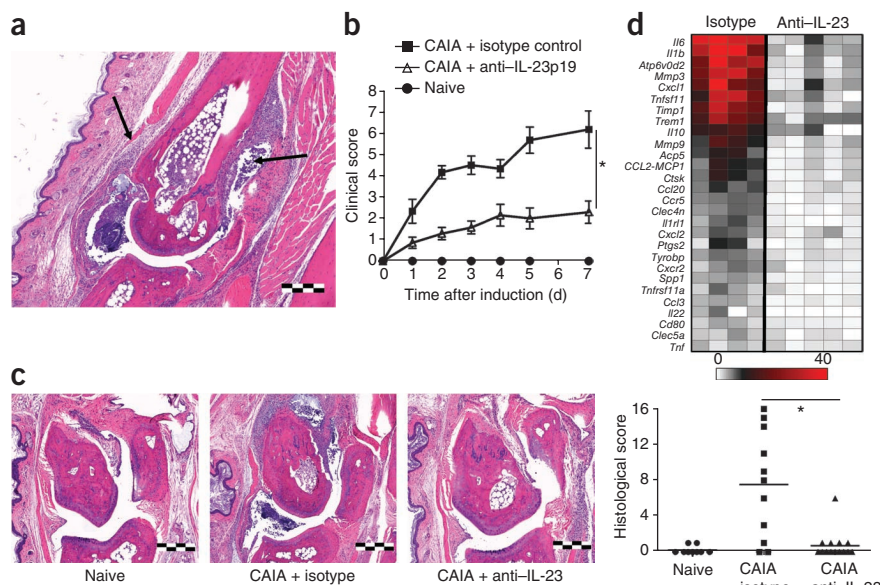 a
b
CAIA + isotype control
CAIA + anti–IL-23p19
Naive
Clinical score
8
7
6
5
4
3
2
1
0
0 1 2 3 4 5 6 7
Time after induction (d)
*
c
Naive
CAIA + isotype
CAIA + anti–IL-23
d
Isotype Anti–IL-23
Il6
Il1b
Atp6v0d2
Mmp3
Cxcl1
Tnfsf11
Timp1
Trem1
Il10
Mmp9
Acp5
CCL2-MCP1
Ctsk
Ccl20
Ccr5
Clec4n
Il1rl1
Cxcl2
Ptgs2
Tyrobp
Cxcr2
Spp1
Tnfrsf11a
Ccl3
Il22
Cd80
Clec5a
Tnf
0 40
Histological score
16
12
8
4
0
*
Naive CAIA CAIA